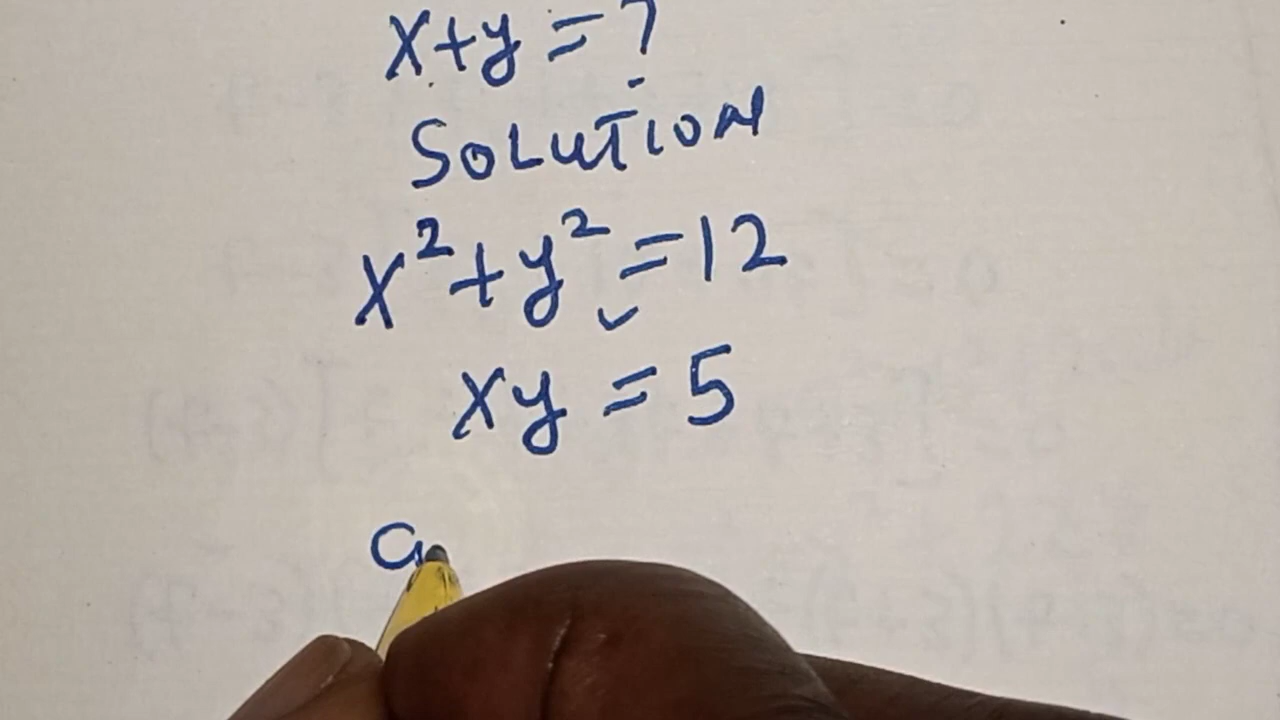 x+y=?
SOLUTION
x²+y²=12
xy=5
a